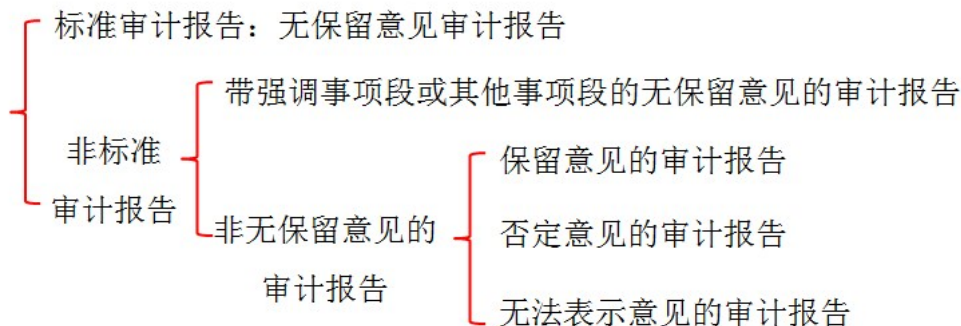 标准审计报告：无保留意见审计报告
带强调事项段或其他事项段的无保留意见的审计报告
非标准
审计报告
保留意见的审计报告
非无保留意见的
审计报告
否定意见的审计报告
无法表示意见的审计报告